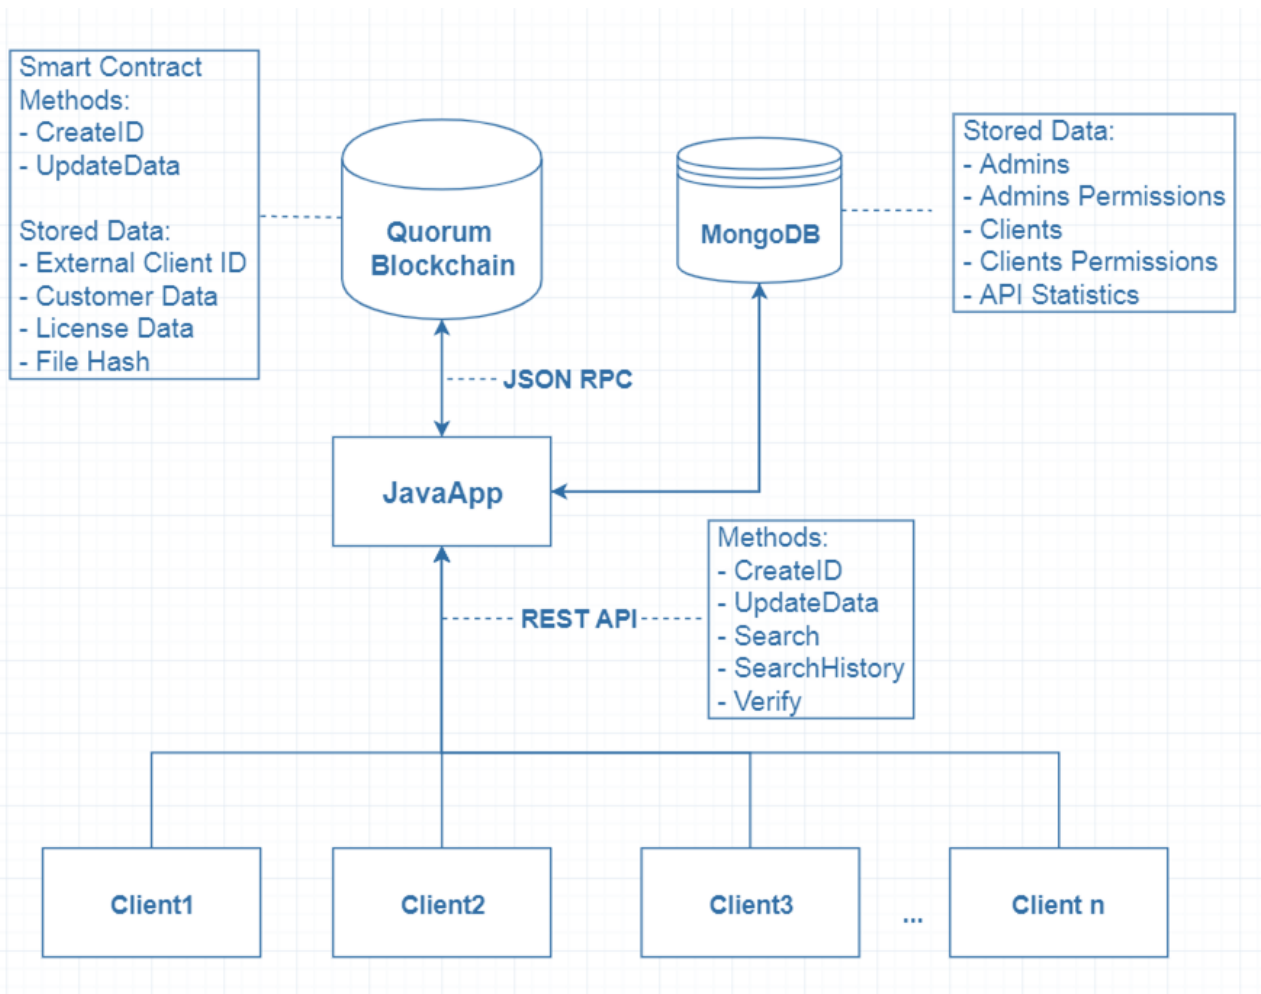 Smart Contract
Methods:
- CreateID
- UpdateData
Stored Data:
- External Client ID
- Customer Data
- License Data
- File Hash
Quorum
Blockchain
MongoDB
Stored Data:
- Admins
- Admins Permissions
- Clients
- Clients Permissions
- API Statistics
JSON RPC
JavaApp
REST API
Methods:
- CreateID
- UpdateData
- Search
- SearchHistory
- Verify
Client1
Client2
Client3
...
Client n